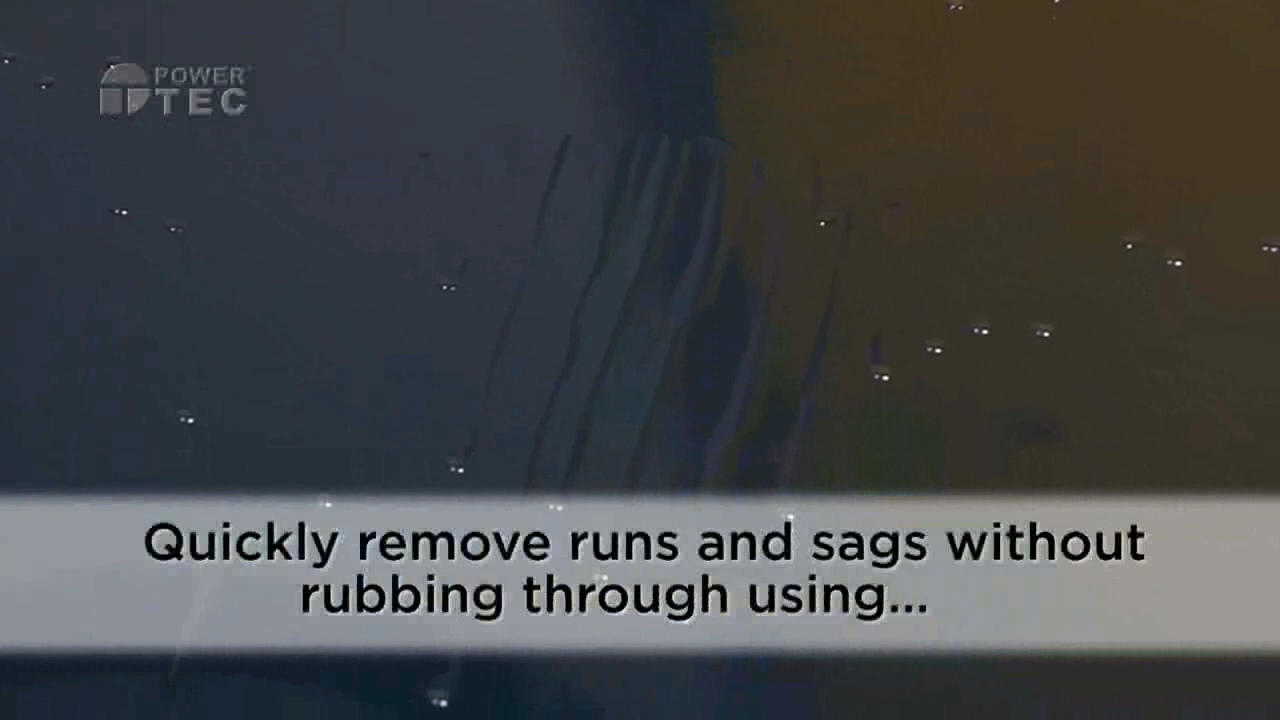 POWER
TEC
Quickly remove runs and sags without
rubbing through using...